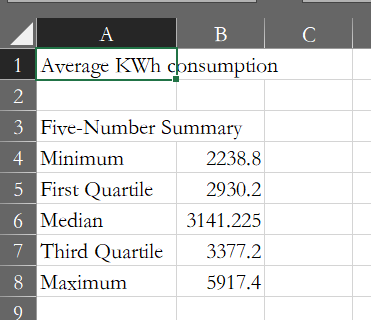 A B C
1 Average KWh consumption
2
3 Five-Number Summary
4 Minimum 2238.8
5 First Quartile 2930.2
6 Median 3141.225
7 Third Quartile 3377.2
8 Maximum 5917.4
9